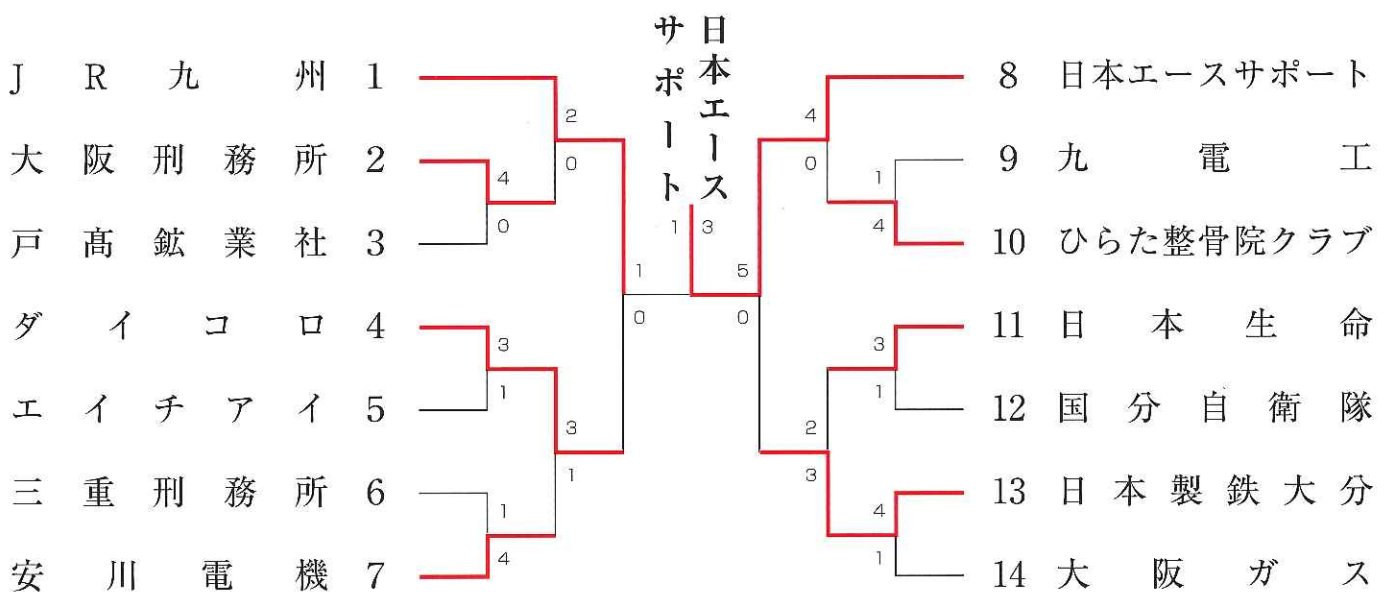 日本エース
サポート
JR九州 1
2
大阪刑務所 2
0
4
戸髙鉱業社 3
0
ダイコロ 4
3
エイチアイ 5
1
3
三重刑務所 6
1
1
安川電機 7
4
1
0
1 3
5
0
8 日本エースサポート
4
9 九電工
0
1
10 ひらた整骨院クラブ
4
11 日本生命
3
12 国分自衛隊
1
2
13 日本製鉄大分
3
4
14 大阪ガス
1